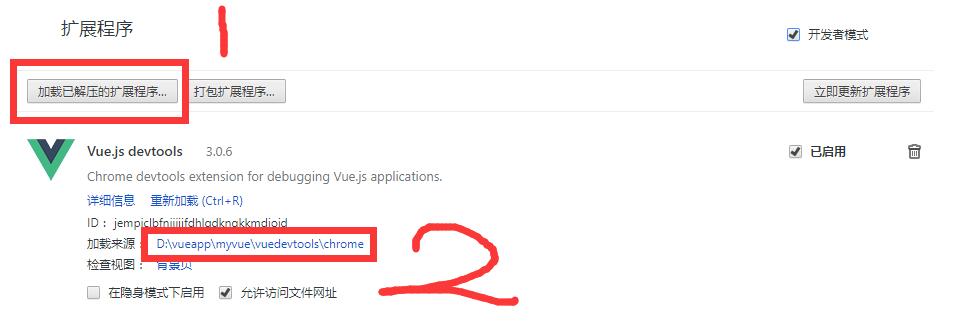 扩展程序
1
开发者模式
加载已解压的扩展程序... 打包扩展程序... 立即更新扩展程序
Vue.js devtools 3.0.6 已启用
Chrome devtools extension for debugging Vue.js applications.
详细信息 重新加载 (Ctrl+R)
ID：
加载来源： D:\vueapp\myvue\vuedevtools\chrome
检查视图： 背景页
2
在隐身模式下启用 允许访问文件网址